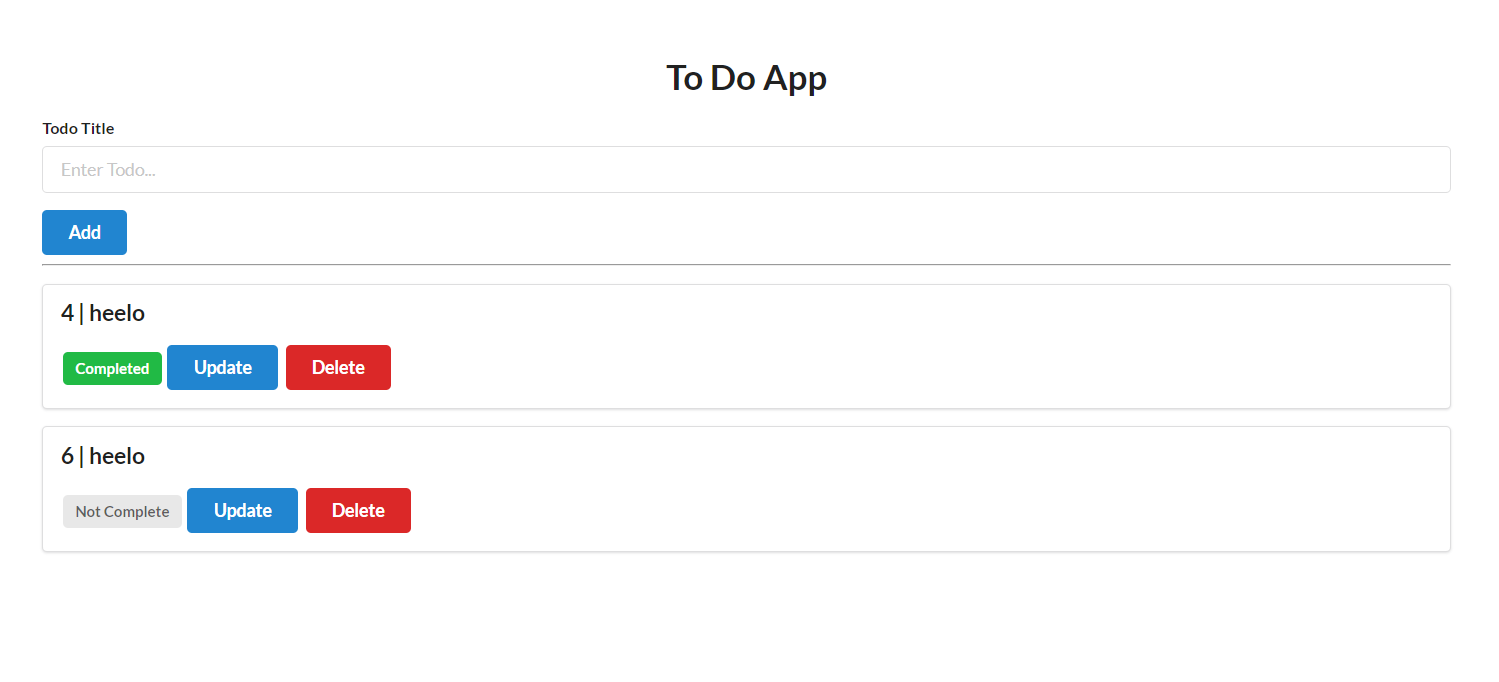 To Do App
Todo Title
Enter Todo...
Add
4 | heelo
Completed Update Delete
6 | heelo
Not Complete Update Delete